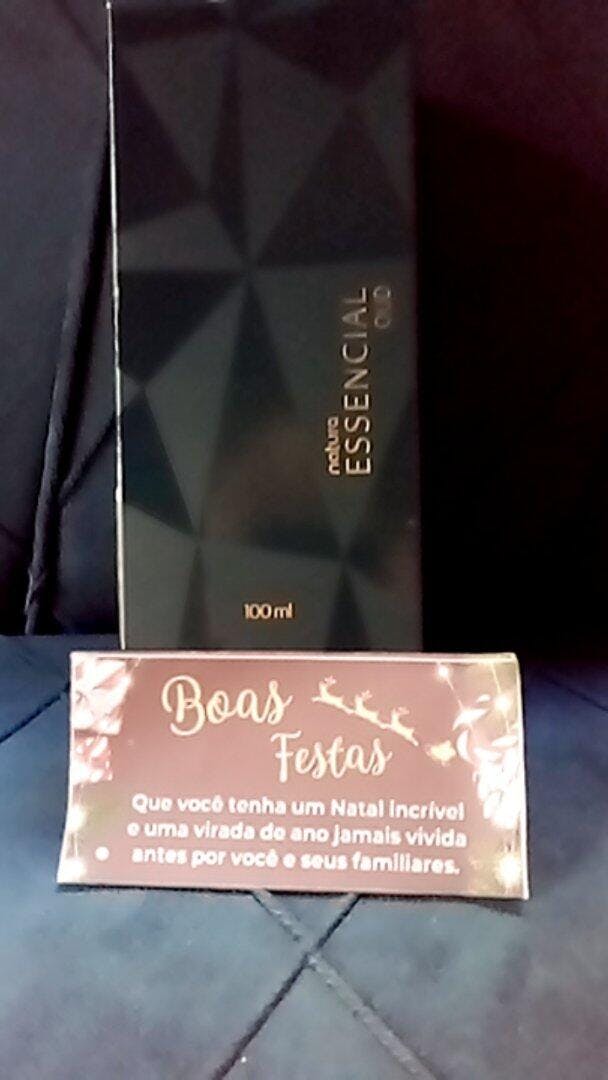 natura
ESSENCIAL
OUD
100 ml
Boas
Festas
Que você tenha um Natal incrível
e uma virada de ano jamais vivida
antes por você e seus familiares.